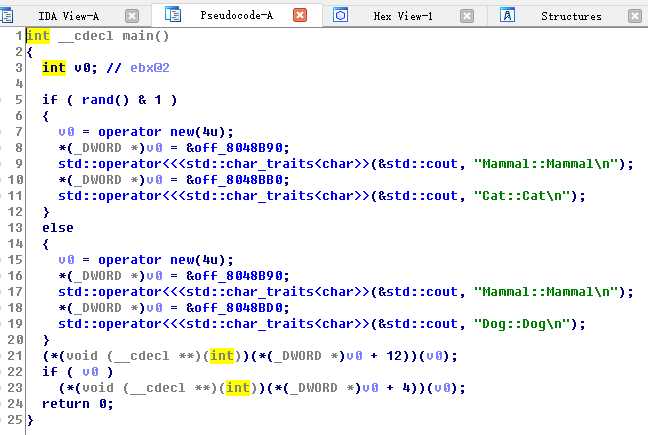 IDA View-A Pseudocode-A Hex View-1 Structures
1 int __cdecl main()
2 {
3 int v0; // ebx@2
4
5 if ( rand() & 1 )
6 {
7 v0 = operator new(4u);
8 *(_DWORD *)v0 = &off_8048B90;
9 std::operator<<<std::char_traits<char>>(&std::cout, "Mammal::Mammal\n");
10 *(_DWORD *)v0 = &off_8048BB0;
11 std::operator<<<std::char_traits<char>>(&std::cout, "Cat::Cat\n");
12 }
13 else
14 {
15 v0 = operator new(4u);
16 *(_DWORD *)v0 = &off_8048B90;
17 std::operator<<<std::char_traits<char>>(&std::cout, "Mammal::Mammal\n");
18 *(_DWORD *)v0 = &off_8048BD0;
19 std::operator<<<std::char_traits<char>>(&std::cout, "Dog::Dog\n");
20 }
21 (*(void (__cdecl **)(int))(*(_DWORD *)v0 + 12))(v0);
22 if ( v0 )
23 (*(void (__cdecl **)(int))(*(_DWORD *)v0 + 4))(v0);
24 return 0;
25 }